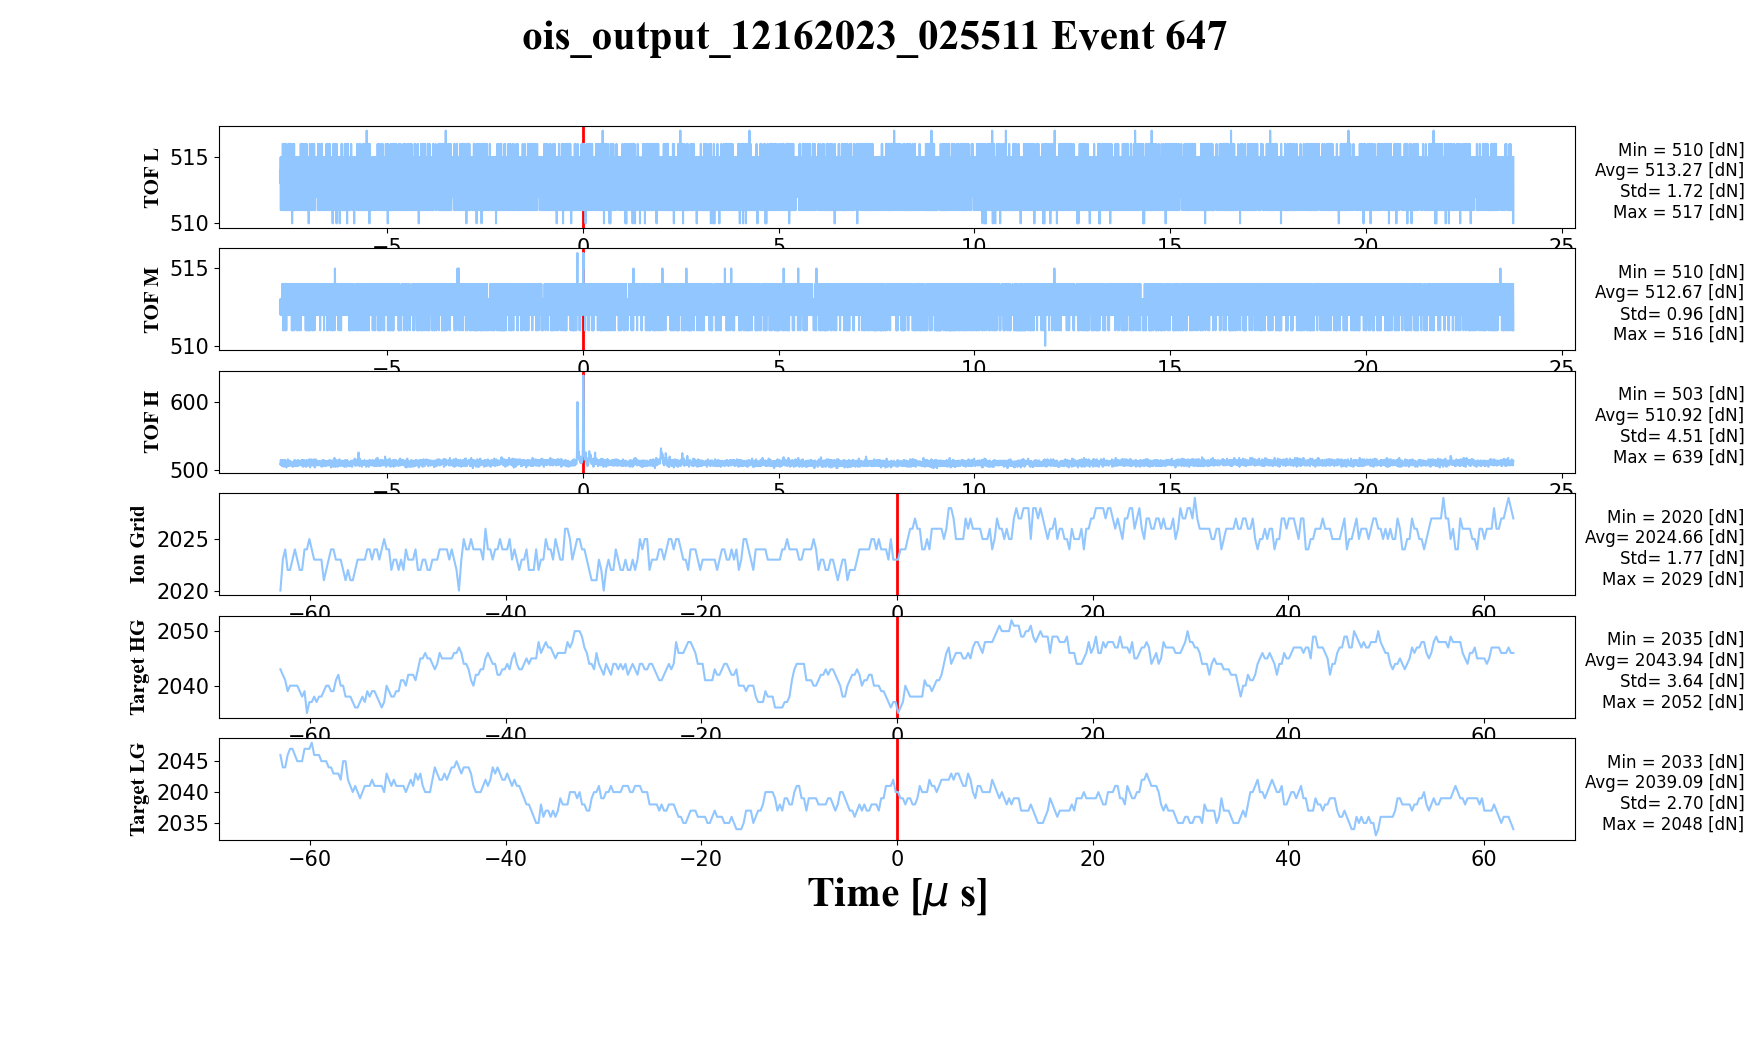 ois_output_12162023_025511 Event 647
TOF L
515
510
−5 0 5 10 15 20 25
Min = 510 [dN]
Avg= 513.27 [dN]
Std= 1.72 [dN]
Max = 517 [dN]
TOF M
515
510
−5 0 5 10 15 20 25
Min = 510 [dN]
Avg= 512.67 [dN]
Std= 0.96 [dN]
Max = 516 [dN]
TOF H
600
500
−5 0 5 10 15 20 25
Min = 503 [dN]
Avg= 510.92 [dN]
Std= 4.51 [dN]
Max = 639 [dN]
Ion Grid
2025
2020
−60 −40 −20 0 20 40 60
Min = 2020 [dN]
Avg= 2024.66 [dN]
Std= 1.77 [dN]
Max = 2029 [dN]
Target HG
2050
2040
−60 −40 −20 0 20 40 60
Min = 2035 [dN]
Avg= 2043.94 [dN]
Std= 3.64 [dN]
Max = 2052 [dN]
Target LG
2045
2040
2035
−60 −40 −20 0 20 40 60
Min = 2033 [dN]
Avg= 2039.09 [dN]
Std= 2.70 [dN]
Max = 2048 [dN]
Time [μ s]